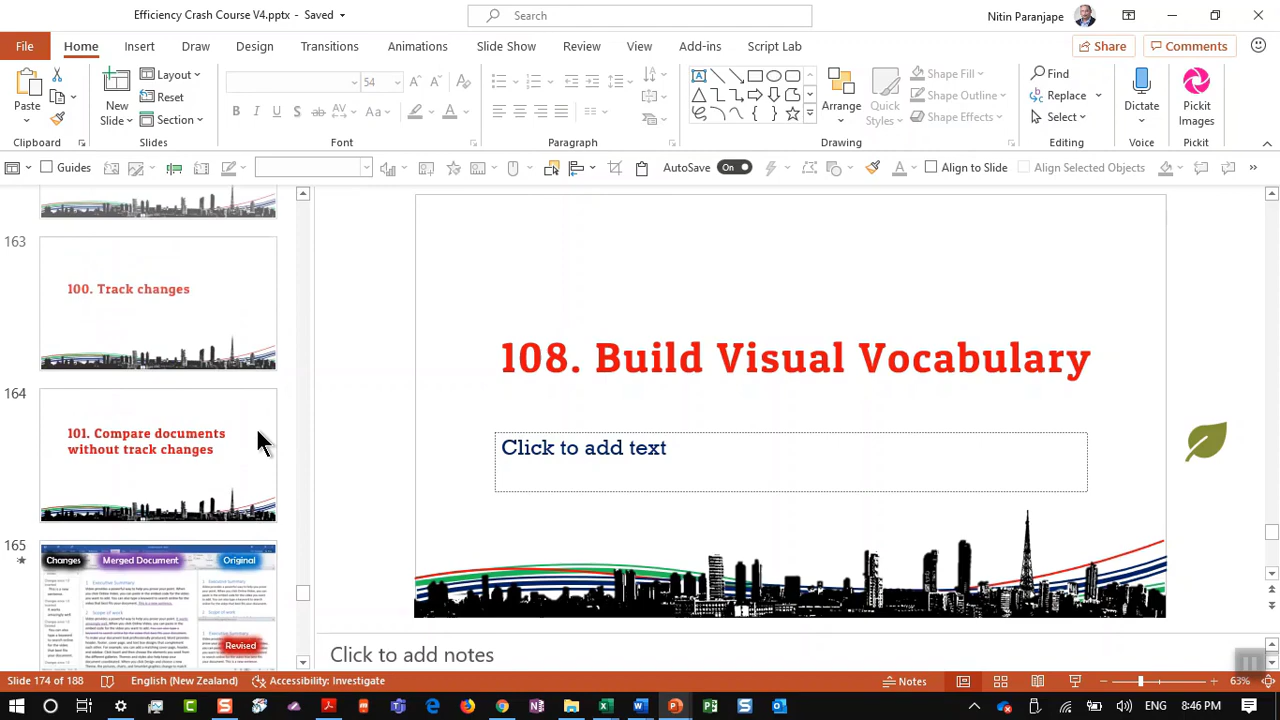 Efficiency Crash Course V4.pptx - Saved
Search
Nitin Paranjape
File
Home
Insert
Draw
Design
Transitions
Animations
Slide Show
Review
View
Add-ins
Script Lab
Share
Comments
Paste
New
Slide
Layout
Reset
Section
54
Arrange
Quick
Styles
Shape Fill
Shape Outline
Shape Effects
Find
Replace
Select
Dictate
Pick
Images
Clipboard
Slides
Font
Paragraph
Drawing
Editing
Voice
Pickit
Guides
AutoSave
On
Align to Slide
Align Selected Objects
163
100. Track changes
164
101. Compare documents
without track changes
165
Changes
Merged Document
Original
Revised
108. Build Visual Vocabulary
Click to add text
Click to add notes
Slide 174 of 188
English (New Zealand)
Accessibility: Investigate
Notes
63%
8:46 PM